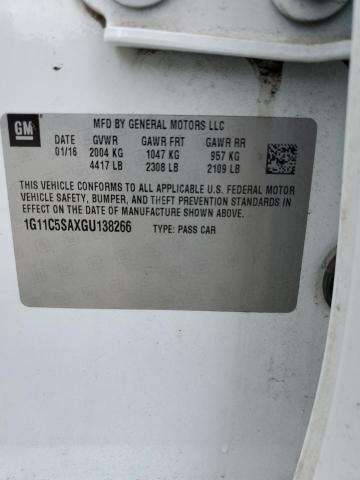 GM
MFD BY GENERAL MOTORS LLC
DATE GVWR GAWR FRT GAWR RR
01/16 2004 KG 1047 KG 957 KG
4417 LB 2308 LB 2109 LB
THIS VEHICLE CONFORMS TO ALL APPLICABLE U.S. FEDERAL MOTOR
VEHICLE SAFETY, BUMPER, AND THEFT PREVENTION STANDARDS IN
EFFECT ON THE DATE OF MANUFACTURE SHOWN ABOVE.
1G11C5SAXGU138266 TYPE: PASS CAR